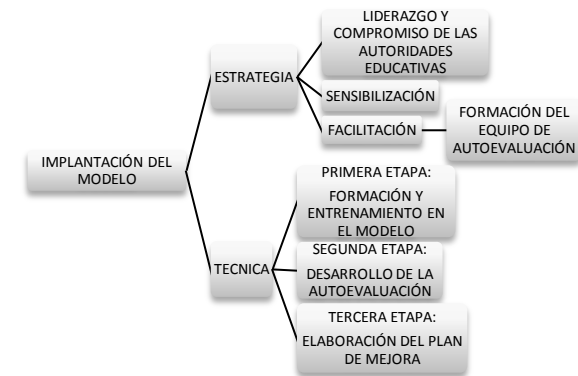 LIDERAZGO Y
COMPROMISO DE LAS
AUTORIDADES
EDUCATIVAS
ESTRATEGIA
SENSIBILIZACIÓN
FACILITACIÓN
FORMACIÓN DEL
EQUIPO DE
AUTOEVALUACIÓN
IMPLANTACIÓN DEL
MODELO
PRIMERA ETAPA:
FORMACIÓN Y
ENTRENAMIENTO EN
EL MODELO
TECNICA
SEGUNDA ETAPA:
DESARROLLO DE LA
AUTOEVALUACIÓN
TERCERA ETAPA:
ELABORACIÓN DEL PLAN
DE MEJORA